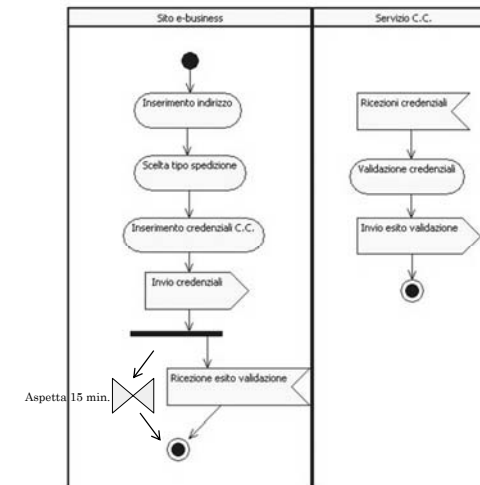 Sito e-business
Servizio C.C.
Inserimento indirizzo
Scelta tipo spedizione
Inserimento credenziali C.C.
Invio credenziali
Aspetta 15 min.
Ricezione esito validazione
Ricezioni credenziali
Validazione credenziali
Invio esito validazione